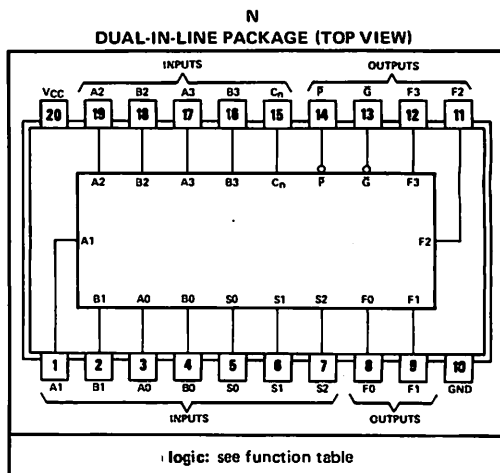 N
DUAL-IN-LINE PACKAGE (TOP VIEW)
INPUTS OUTPUTS
VCC A2 B2 A3 B3 Cn P̅ G̅ F3 F2
20 19 18 17 16 15 14 13 12 11
A2 B2 A3 B3 Cn P̅ G̅ F3
A1 F2
B1 A0 B0 S0 S1 S2 F0 F1
1 2 3 4 5 6 7 8 9 10
A1 B1 A0 B0 S0 S1 S2 F0 F1 GND
INPUTS OUTPUTS
logic: see function table